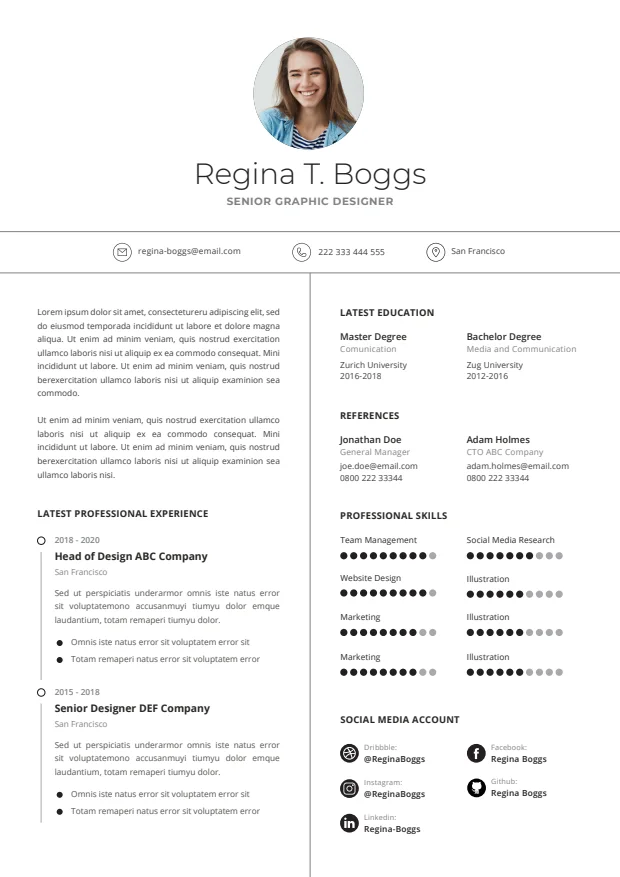 Regina T. Boggs
SENIOR GRAPHIC DESIGNER
regina-boggs@email.com
222 333 444 555
San Francisco
Lorem ipsum dolor sit amet, consectetureru adipiscing elit, sed
do eiusmod temporada incididunt ut labore et dolore magna
aliqua. Ut enim ad minim veniam, quis nostrud exercitation
ullamco laboris nisi ut aliquip ex ea commodo consequat. Mini
incididunt ut labore. Ut enim ad minim veniam, quis nostrud
berexercitation ullamco laboris nisi ut aliquip examinion sea
commodo.
Ut enim ad minim veniam, quis nostrud exercitation ullamco
laboris nisi ut aliquip ex ea commodo consequat. Mini
incididunt ut labore. Ut enim ad minim veniam, quis nostrud
berexercitation ullamco laboris nisi ut aliquip examinion sea
ullamco laboris nisi.
LATEST PROFESSIONAL EXPERIENCE
2018 - 2020
Head of Design ABC Company
San Francisco
Sed ut perspiciatis underarmor omnis iste natus error
sit voluptatemono accusanmuyi tiumyu dolor emque
laudantium, totam remaperi tiumyu dolor.
Omnis iste natus error sit voluptatem error sit
Totam remaperi natus error sit voluptatem error
2015 - 2018
Senior Designer DEF Company
San Francisco
Sed ut perspiciatis underarmor omnis iste natus error
sit voluptatemono accusanmuyi tiumyu dolor emque
laudantium, totam remaperi tiumyu dolor.
Omnis iste natus error sit voluptatem error sit
Totam remaperi natus error sit voluptatem error
LATEST EDUCATION
Master Degree
Comunication
Zurich University
2016-2018
Bachelor Degree
Media and Communication
Zug University
2012-2016
REFERENCES
Jonathan Doe
General Manager
joe.doe@email.com
0800 222 33344
Adam Holmes
CTO ABC Company
adam.holmes@email.com
0800 222 33344
PROFESSIONAL SKILLS
Team Management
Social Media Research
Website Design
Illustration
Marketing
Illustration
Marketing
Illustration
SOCIAL MEDIA ACCOUNT
Dribbble:
@ReginaBoggs
Facebook:
Regina Boggs
Instagram:
@ReginaBoggs
Github:
Regina Boggs
Linkedin:
Regina-Boggs